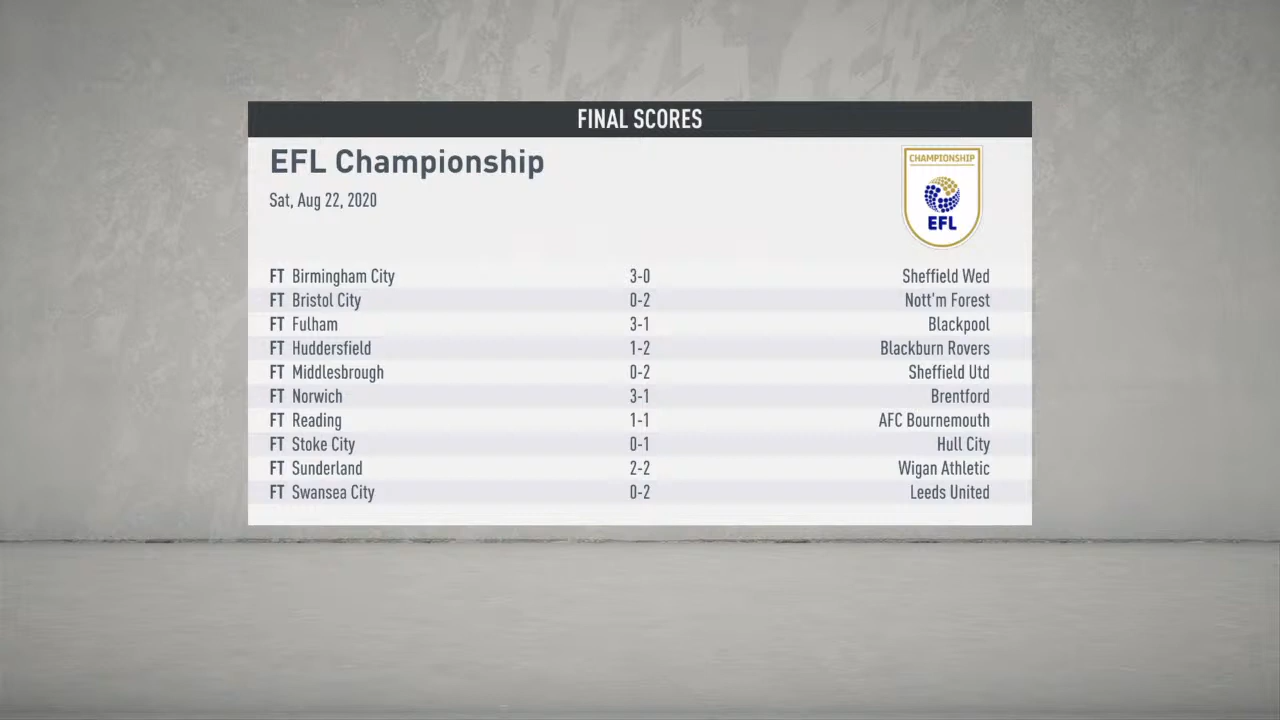 FINAL SCORES
EFL Championship
CHAMPIONSHIP
Sat, Aug 22, 2020
EFL
FT Birmingham City 3-0 Sheffield Wed
FT Bristol City 0-2 Nott'm Forest
FT Fulham 3-1 Blackpool
FT Huddersfield 1-2 Blackburn Rovers
FT Middlesbrough 0-2 Sheffield Utd
FT Norwich 3-1 Brentford
FT Reading 1-1 AFC Bournemouth
FT Stoke City 0-1 Hull City
FT Sunderland 2-2 Wigan Athletic
FT Swansea City 0-2 Leeds United